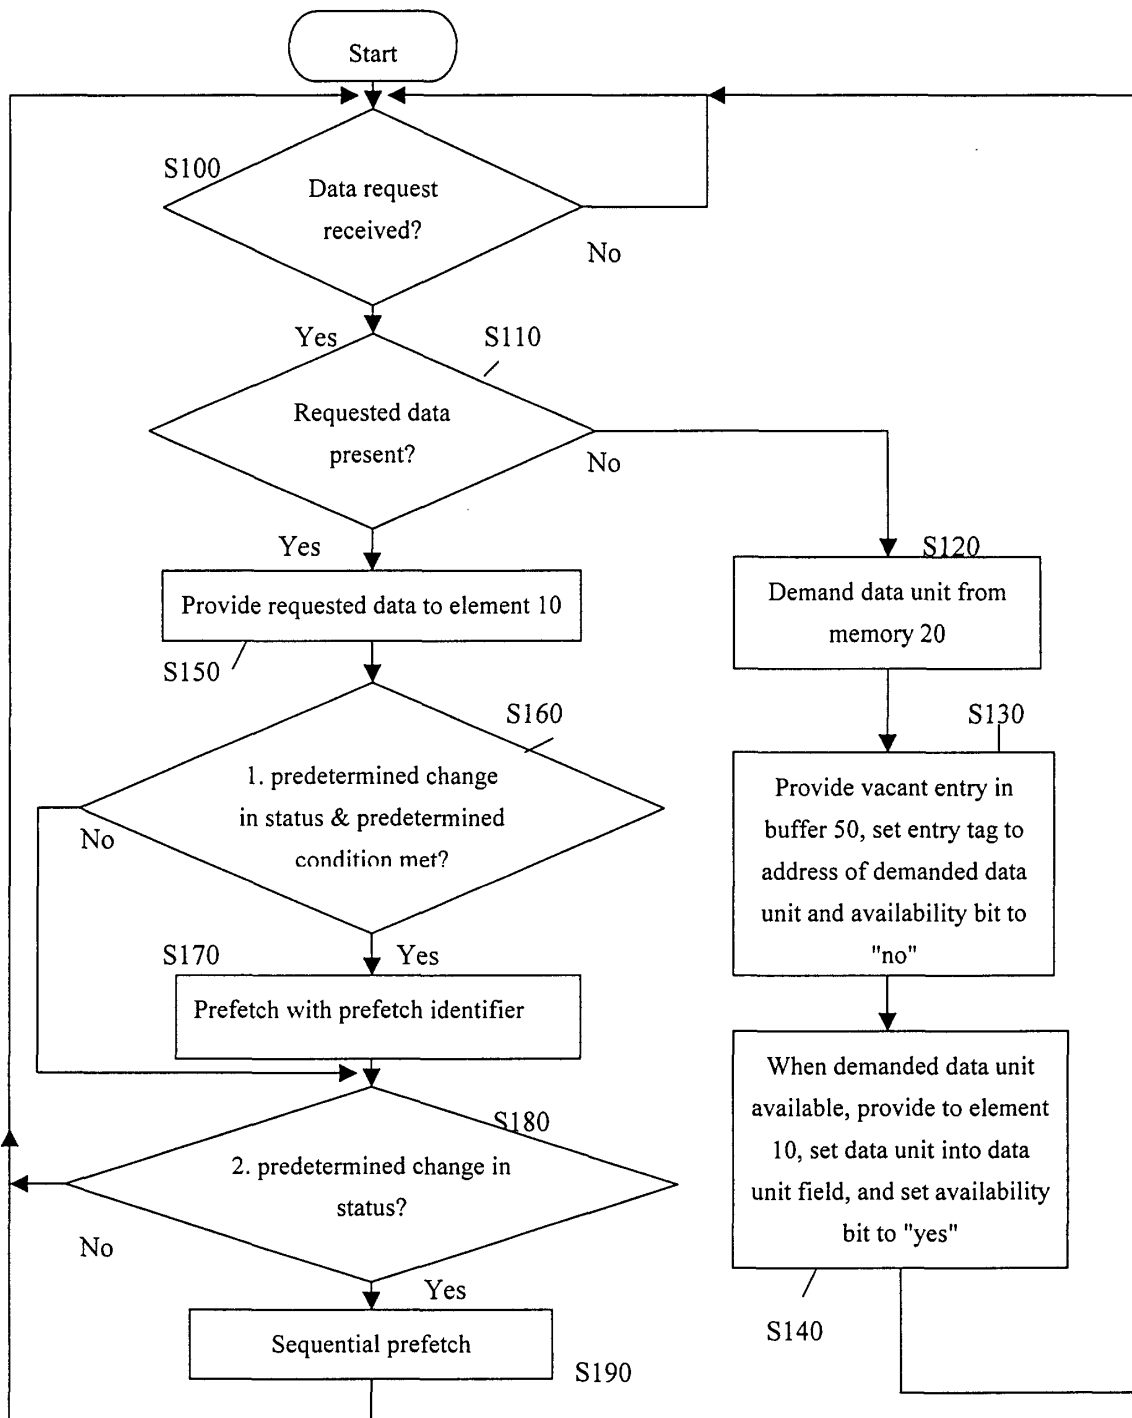 Start
S100
Data request
received?
No
Yes
S110
Requested data
present?
No
Yes
S120
Provide requested data to element 10
S150
Demand data unit from
memory 20
S160
1. predetermined change
in status & predetermined
condition met?
No
S130
Provide vacant entry in
buffer 50, set entry tag to
address of demanded data
unit and availability bit to
"no"
S170
Yes
Prefetch with prefetch identifier
S180
2. predetermined change in
status?
No
Yes
When demanded data unit
available, provide to element
10, set data unit into data
unit field, and set availability
bit to "yes"
S140
Sequential prefetch
S190